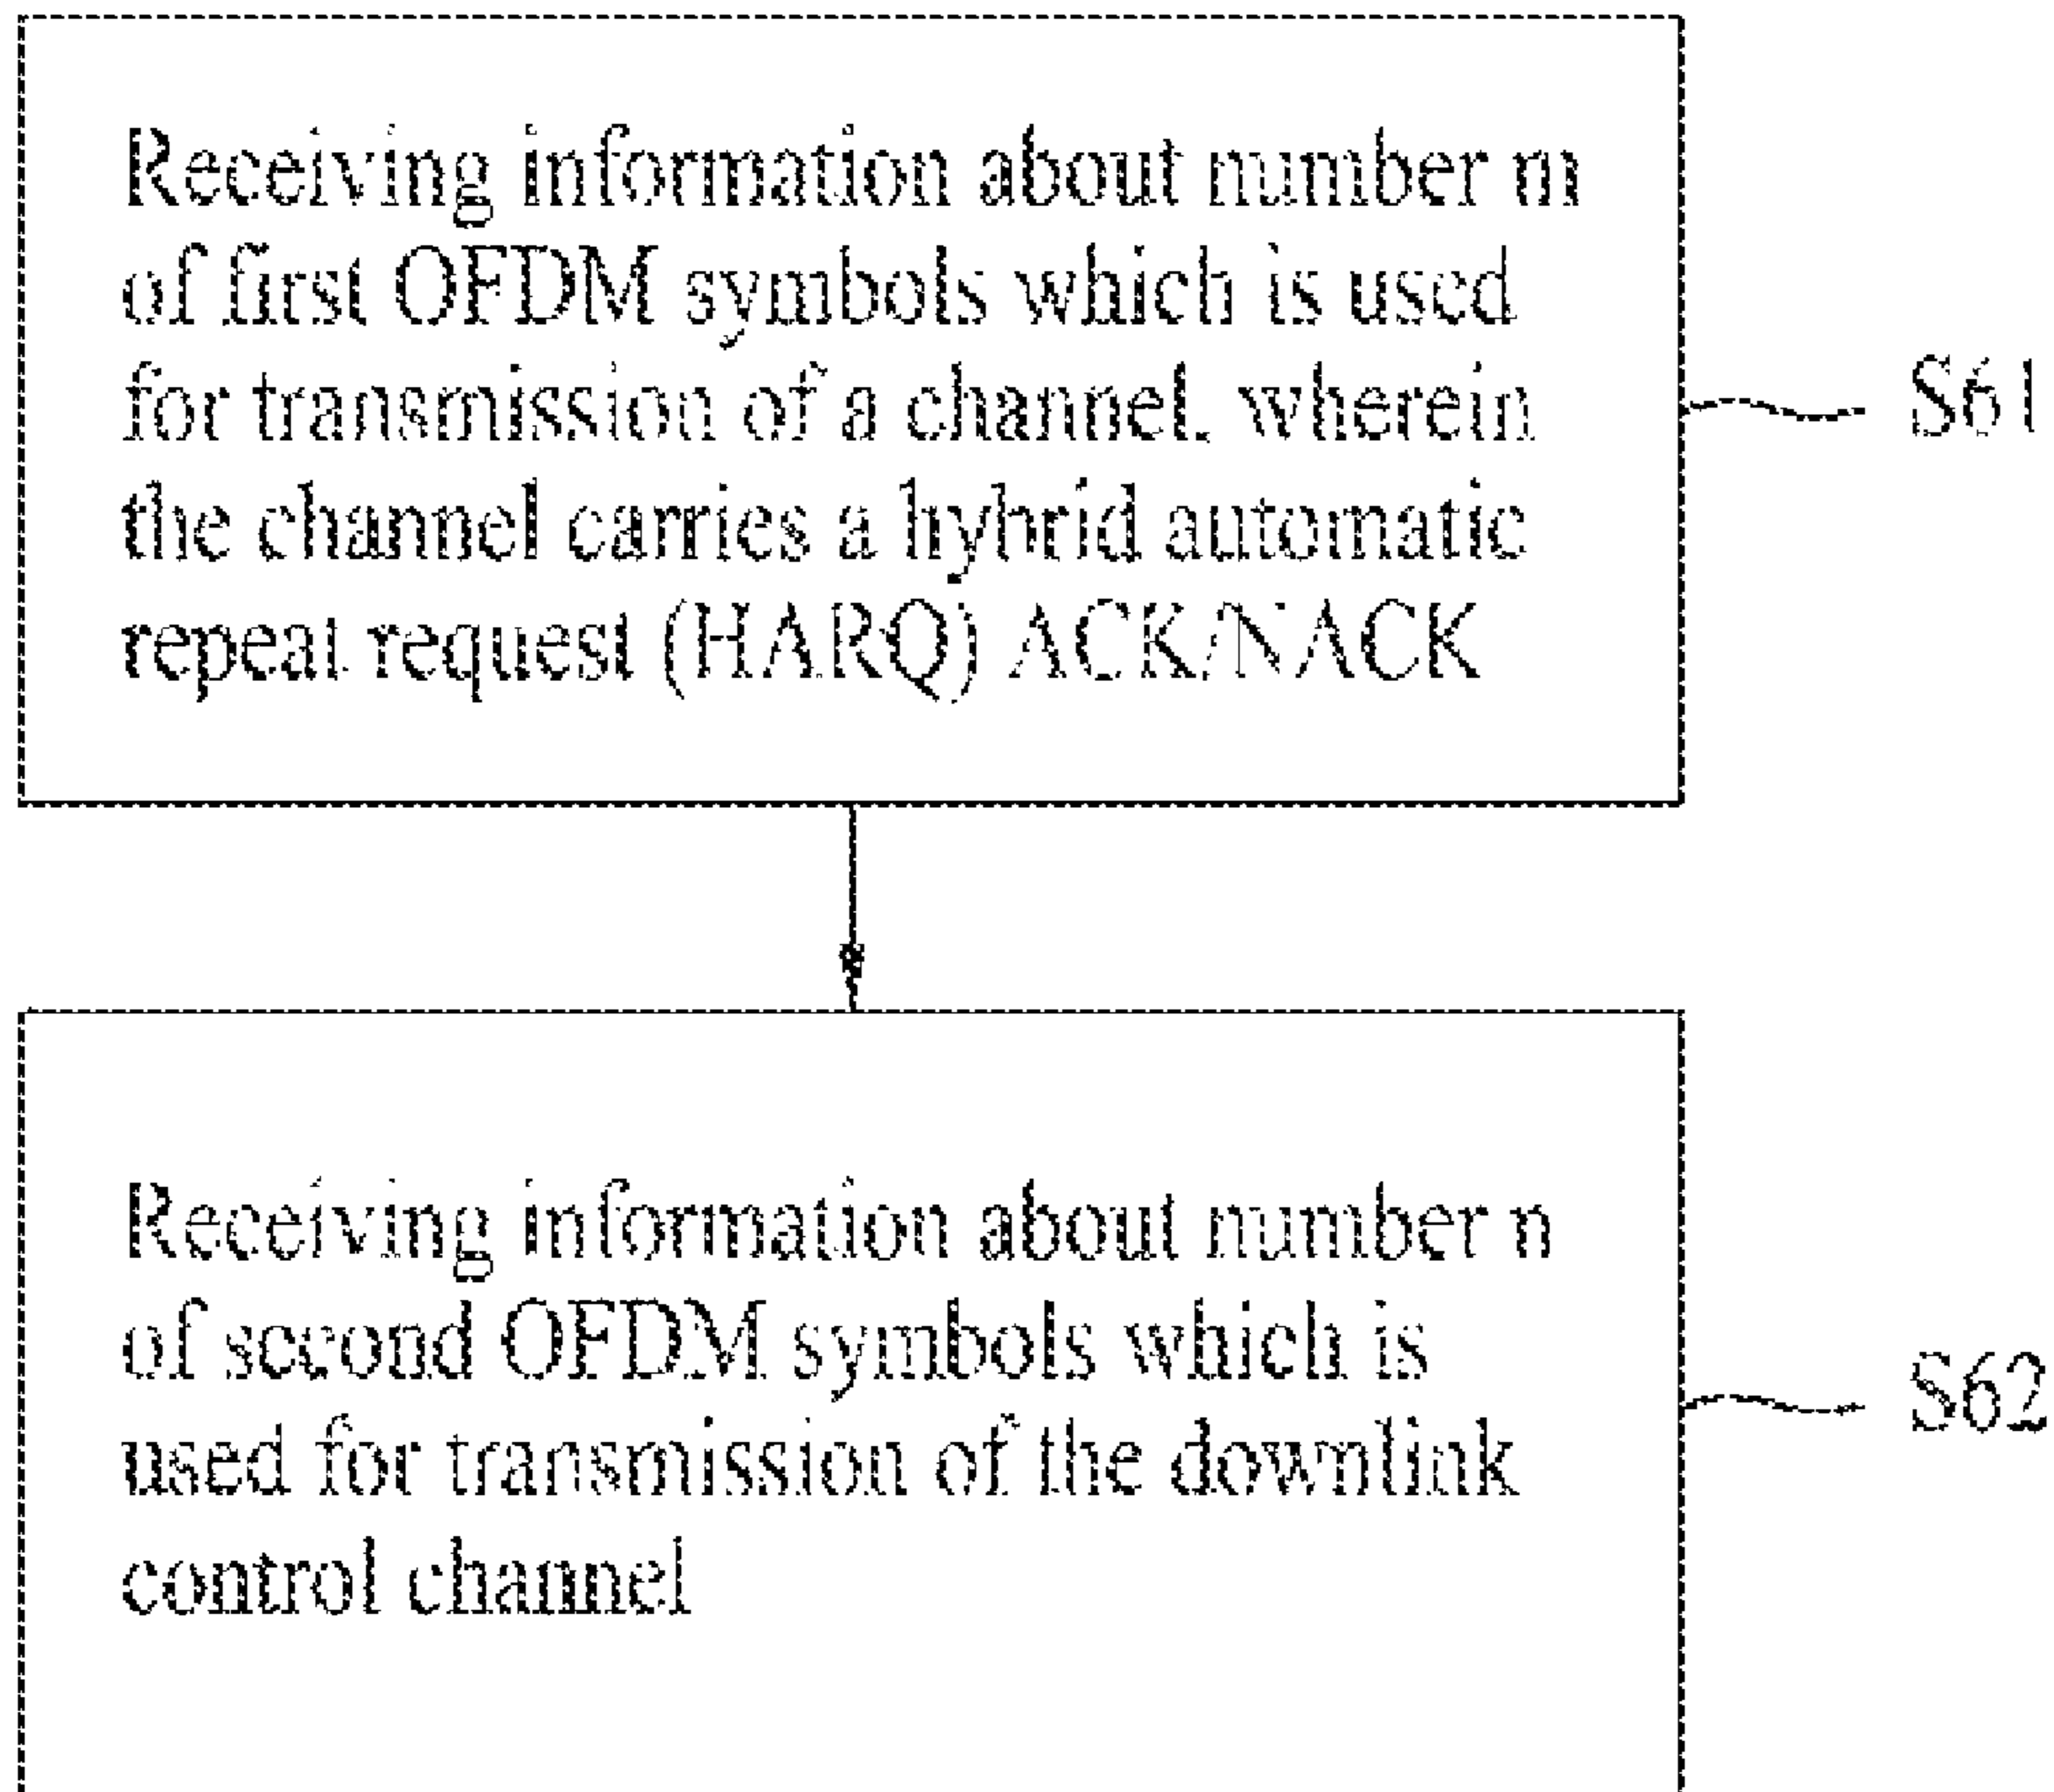 Receiving information about number m
of first OFDM symbols which is used
for transmission of a channel, wherein
the channel carries a hybrid automatic
repeat request (HARQ) ACK/NACK
S61
Receiving information about number n
of second OFDM symbols which is
used for transmission of the downlink
control channel
S62